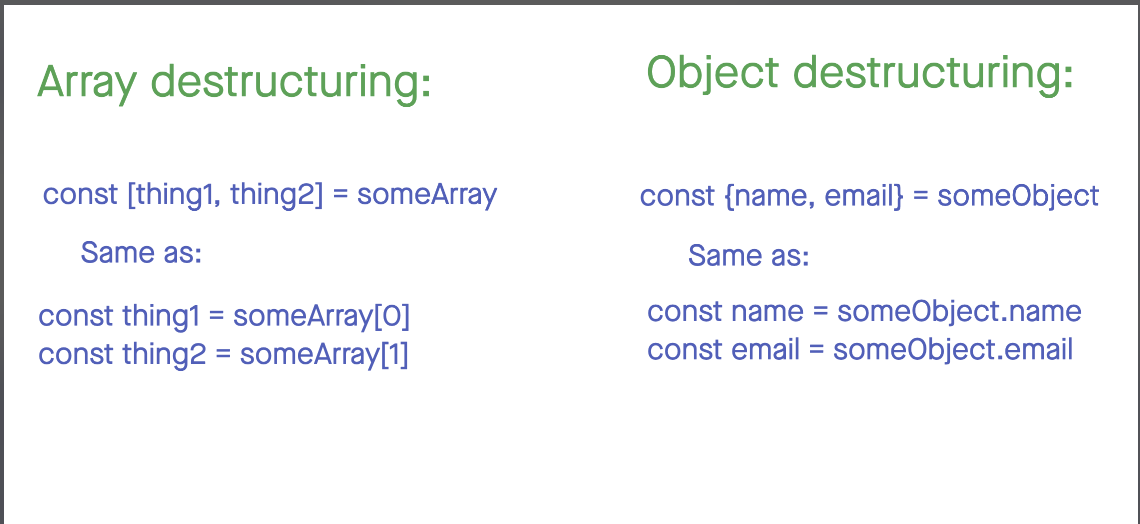 Array destructuring:
const [thing1, thing2] = someArray
Same as:
const thing1 = someArray[0]
const thing2 = someArray[1]
Object destructuring:
const {name, email} = someObject
Same as:
const name = someObject.name
const email = someObject.email